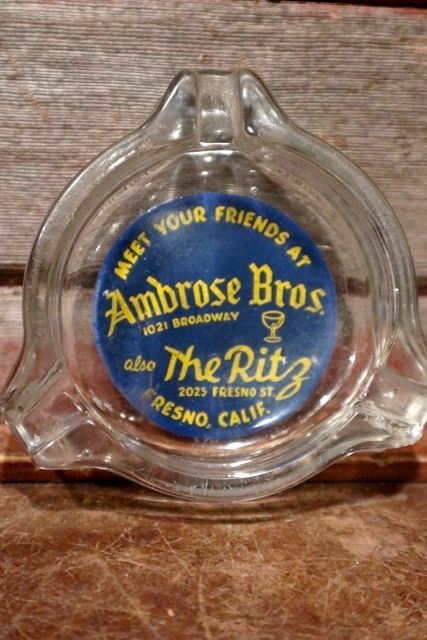 MEET YOUR FRIENDS AT
Ambrose Bros.
1021 BROADWAY
also The Ritz
2025 FRESNO ST.
FRESNO, CALIF.